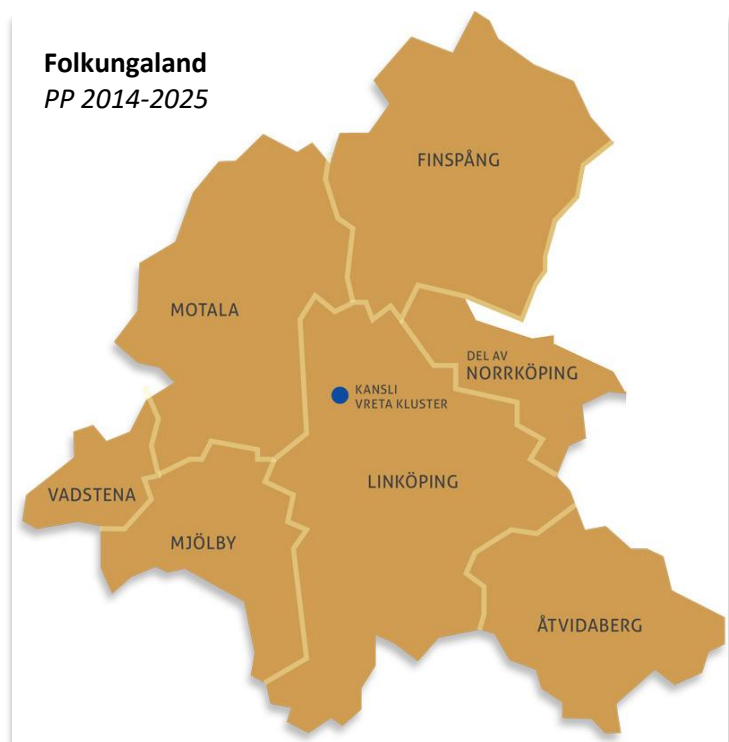 Folkungaland
PP 2014-2025
FINSPÅNG
MOTALA
DEL AV
NORRKÖPING
KANSLI
VRETA KLUSTER
LINKÖPING
VADSTENA
MJÖLBY
ÅTVIDABERG